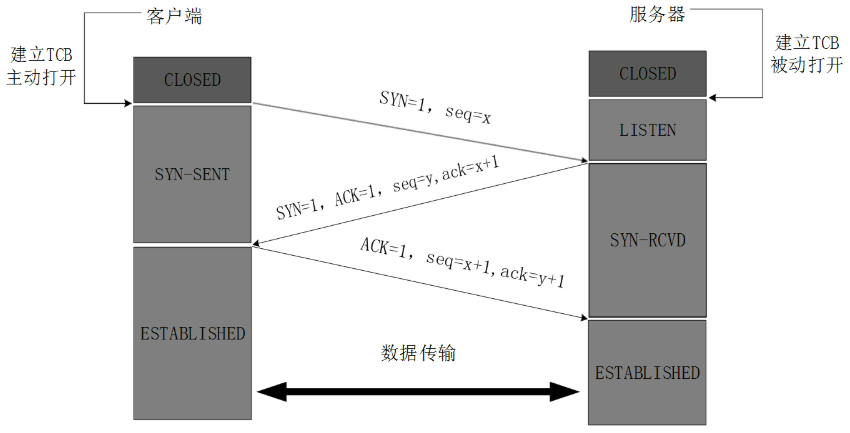 客户端
服务器
建立TCB
主动打开
建立TCB
被动打开
CLOSED
CLOSED
SYN=1, seq=x
LISTEN
SYN-SENT
SYN=1, ACK=1, seq=y,ack=x+1
SYN-RCVD
ACK=1, seq=x+1,ack=y+1
ESTABLISHED
数据传输
ESTABLISHED